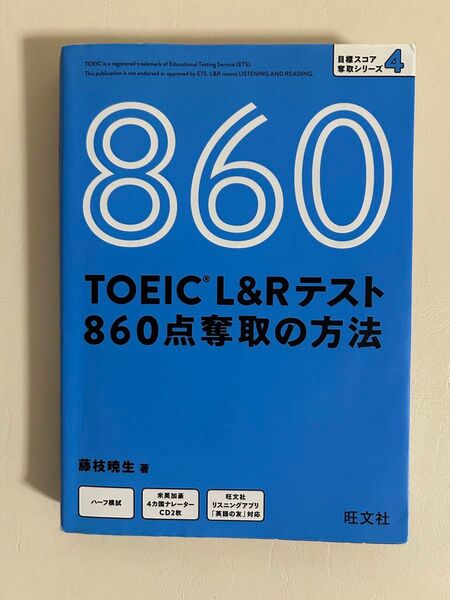 TOEIC is a registered trademark of Educational Testing Service (ETS).
This publication is not endorsed or approved by ETS. L&R means LISTENING AND READING.
目標スコア
奪取シリーズ 4
860
TOEIC® L&Rテスト
860点奪取の方法
藤枝暁生 著
ハーフ模試
米英加豪
4カ国ナレーター
CD2枚
旺文社
リスニングアプリ
「英語の友」対応
旺文社